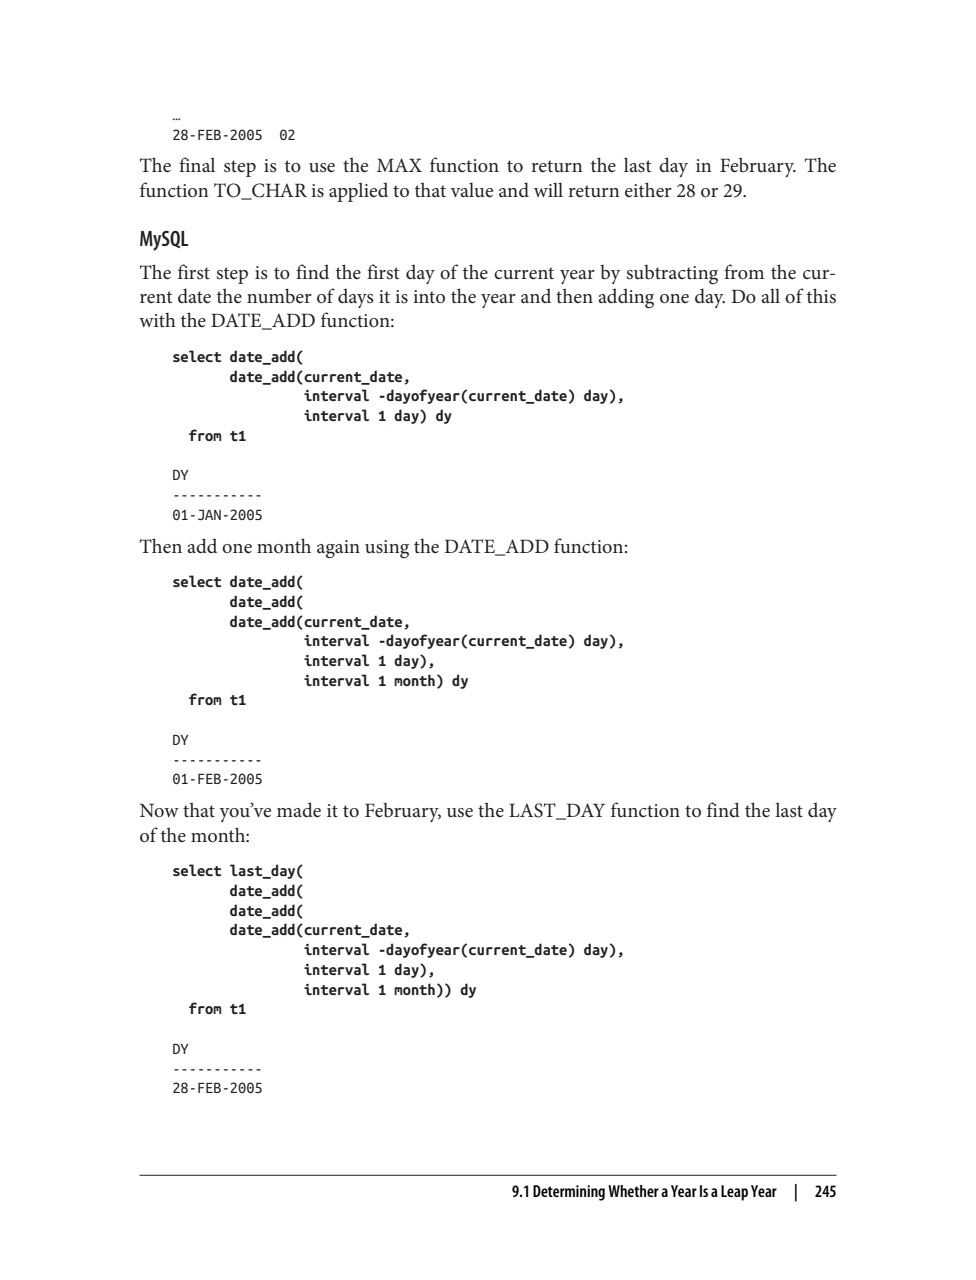 …
28-FEB-2005  02
The final step is to use the MAX function to return the last day in February. The
function TO_CHAR is applied to that value and will return either 28 or 29.
MySQL
The first step is to find the first day of the current year by subtracting from the cur-
rent date the number of days it is into the year and then adding one day. Do all of this
with the DATE_ADD function:
select date_add(
       date_add(current_date,
                interval -dayofyear(current_date) day),
                interval 1 day) dy
  from t1
DY
-----------
01-JAN-2005
Then add one month again using the DATE_ADD function:
select date_add(
       date_add(
       date_add(current_date,
                interval -dayofyear(current_date) day),
                interval 1 day),
                interval 1 month) dy
  from t1
DY
-----------
01-FEB-2005
Now that you’ve made it to February, use the LAST_DAY function to find the last day
of the month:
select last_day(
       date_add(
       date_add(
       date_add(current_date,
                interval -dayofyear(current_date) day),
                interval 1 day),
                interval 1 month)) dy
  from t1
DY
-----------
28-FEB-2005
9.1 Determining Whether a Year Is a Leap Year | 245